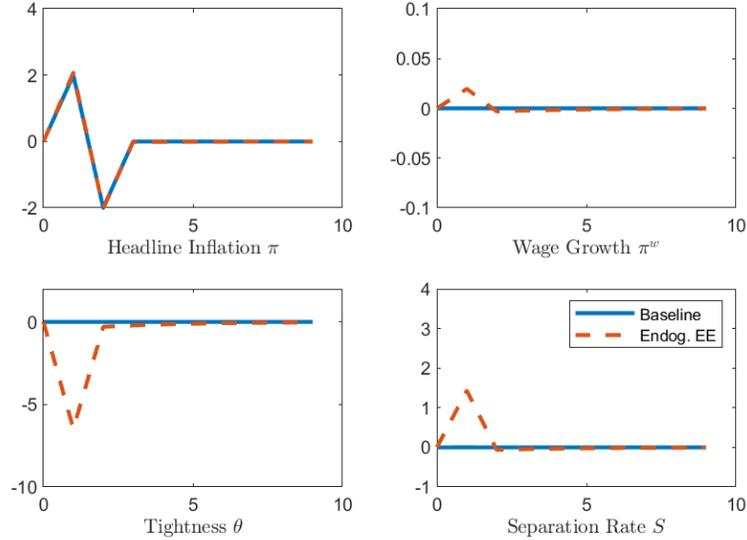 4
2
0
-2
0 5 10
Headline Inflation π
0.1
0.05
0
-0.05
-0.1
0 5 10
Wage Growth π^w
0
-5
-10
0 5 10
Tightness θ
4
3
2
1
0
-1
0 5 10
Separation Rate S
Baseline
Endog. EE